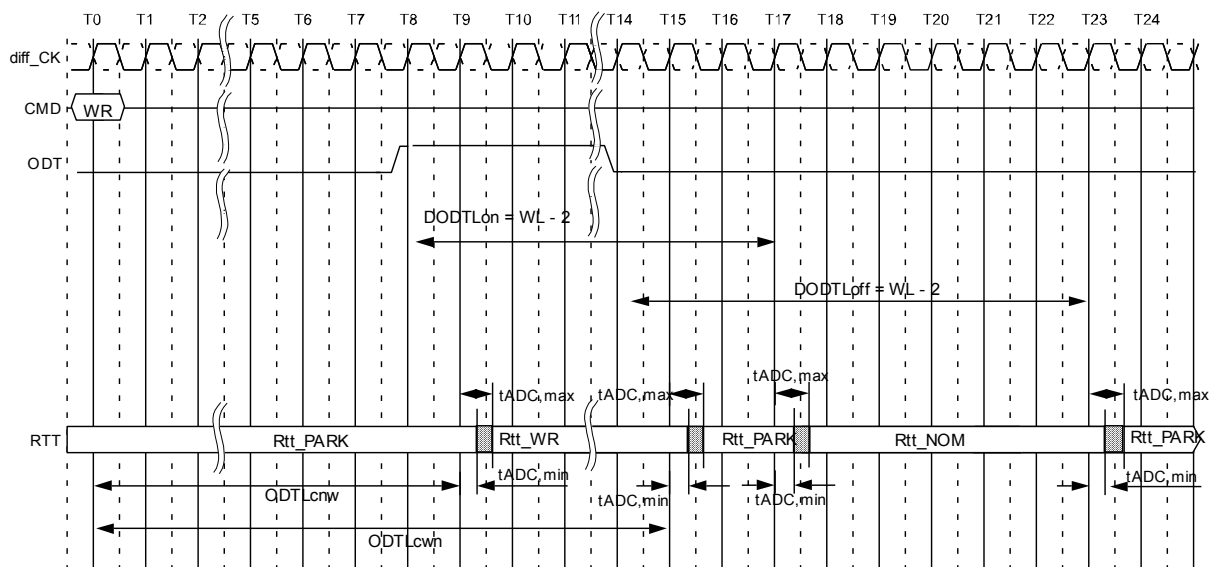 T0 T1 T2 T5 T6 T7 T8 T9 T10 T11 T14 T15 T16 T17 T18 T19 T20 T21 T22 T23 T24
diff_CK
CMD WR
ODT
DODTLon = WL - 2
DODTLoff = WL - 2
tADC,max
tADC,max tADC,max tADC,max
RTT Rtt_PARK Rtt_WR Rtt_PARK Rtt_NOM Rtt_PARK
tADC,min tADC,min
ODTLcnw tADC,min tADC,min
ODTLcwn